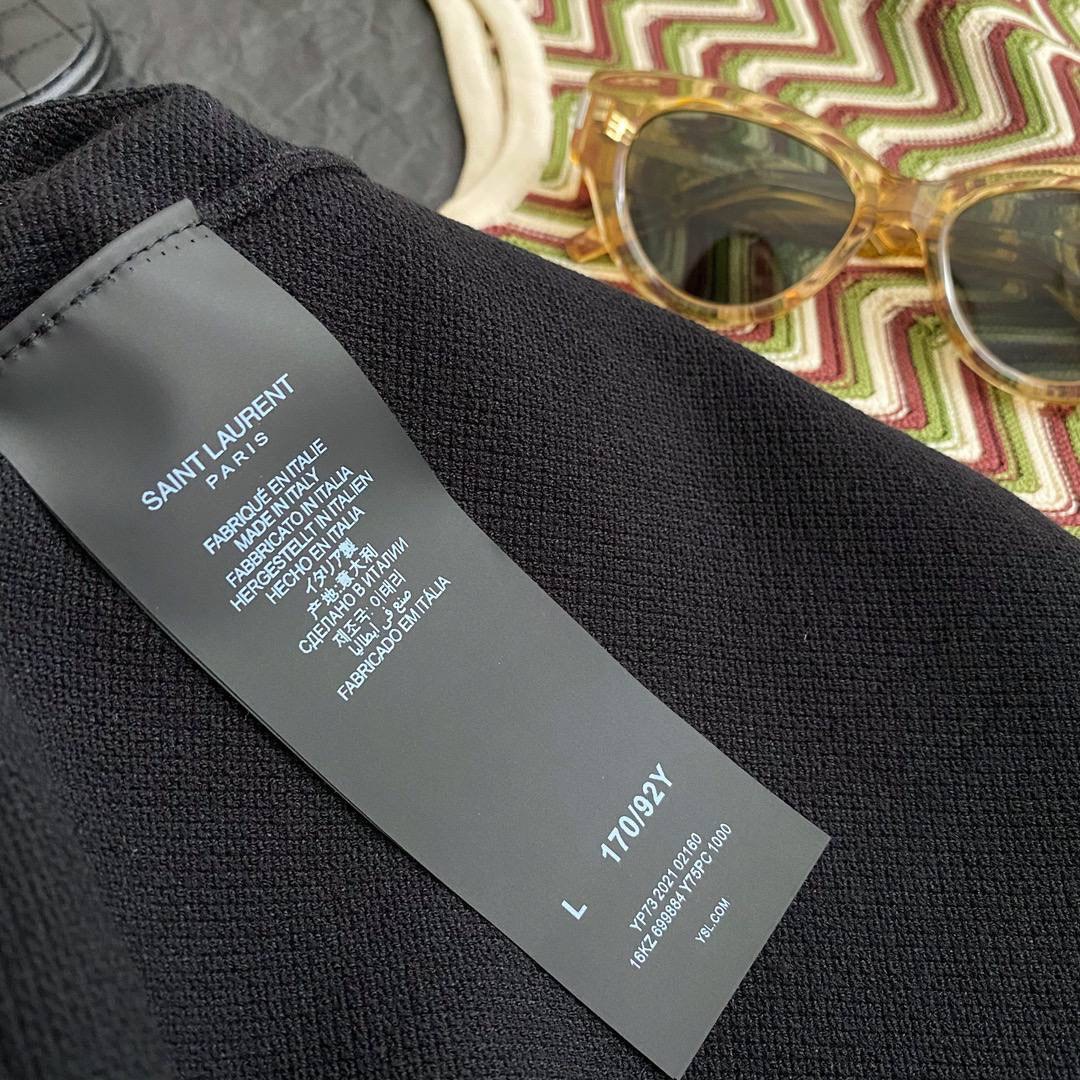 SAINT LAURENT
PARIS
FABRIQUÉ EN ITALIE
MADE IN ITALY
FABBRICATO IN ITALIA
HERGESTELLT IN ITALIEN
HECHO EN ITALIA
イタリア製
产地:意大利
СДЕЛАНО В ИТАЛИИ
제조국: 이태리
صنع في إيطاليا
FABRICADO EM ITÁLIA
L 170/92Y
YP73 2021 02160
16KZ 699884 Y75PC 1000
YSL.COM